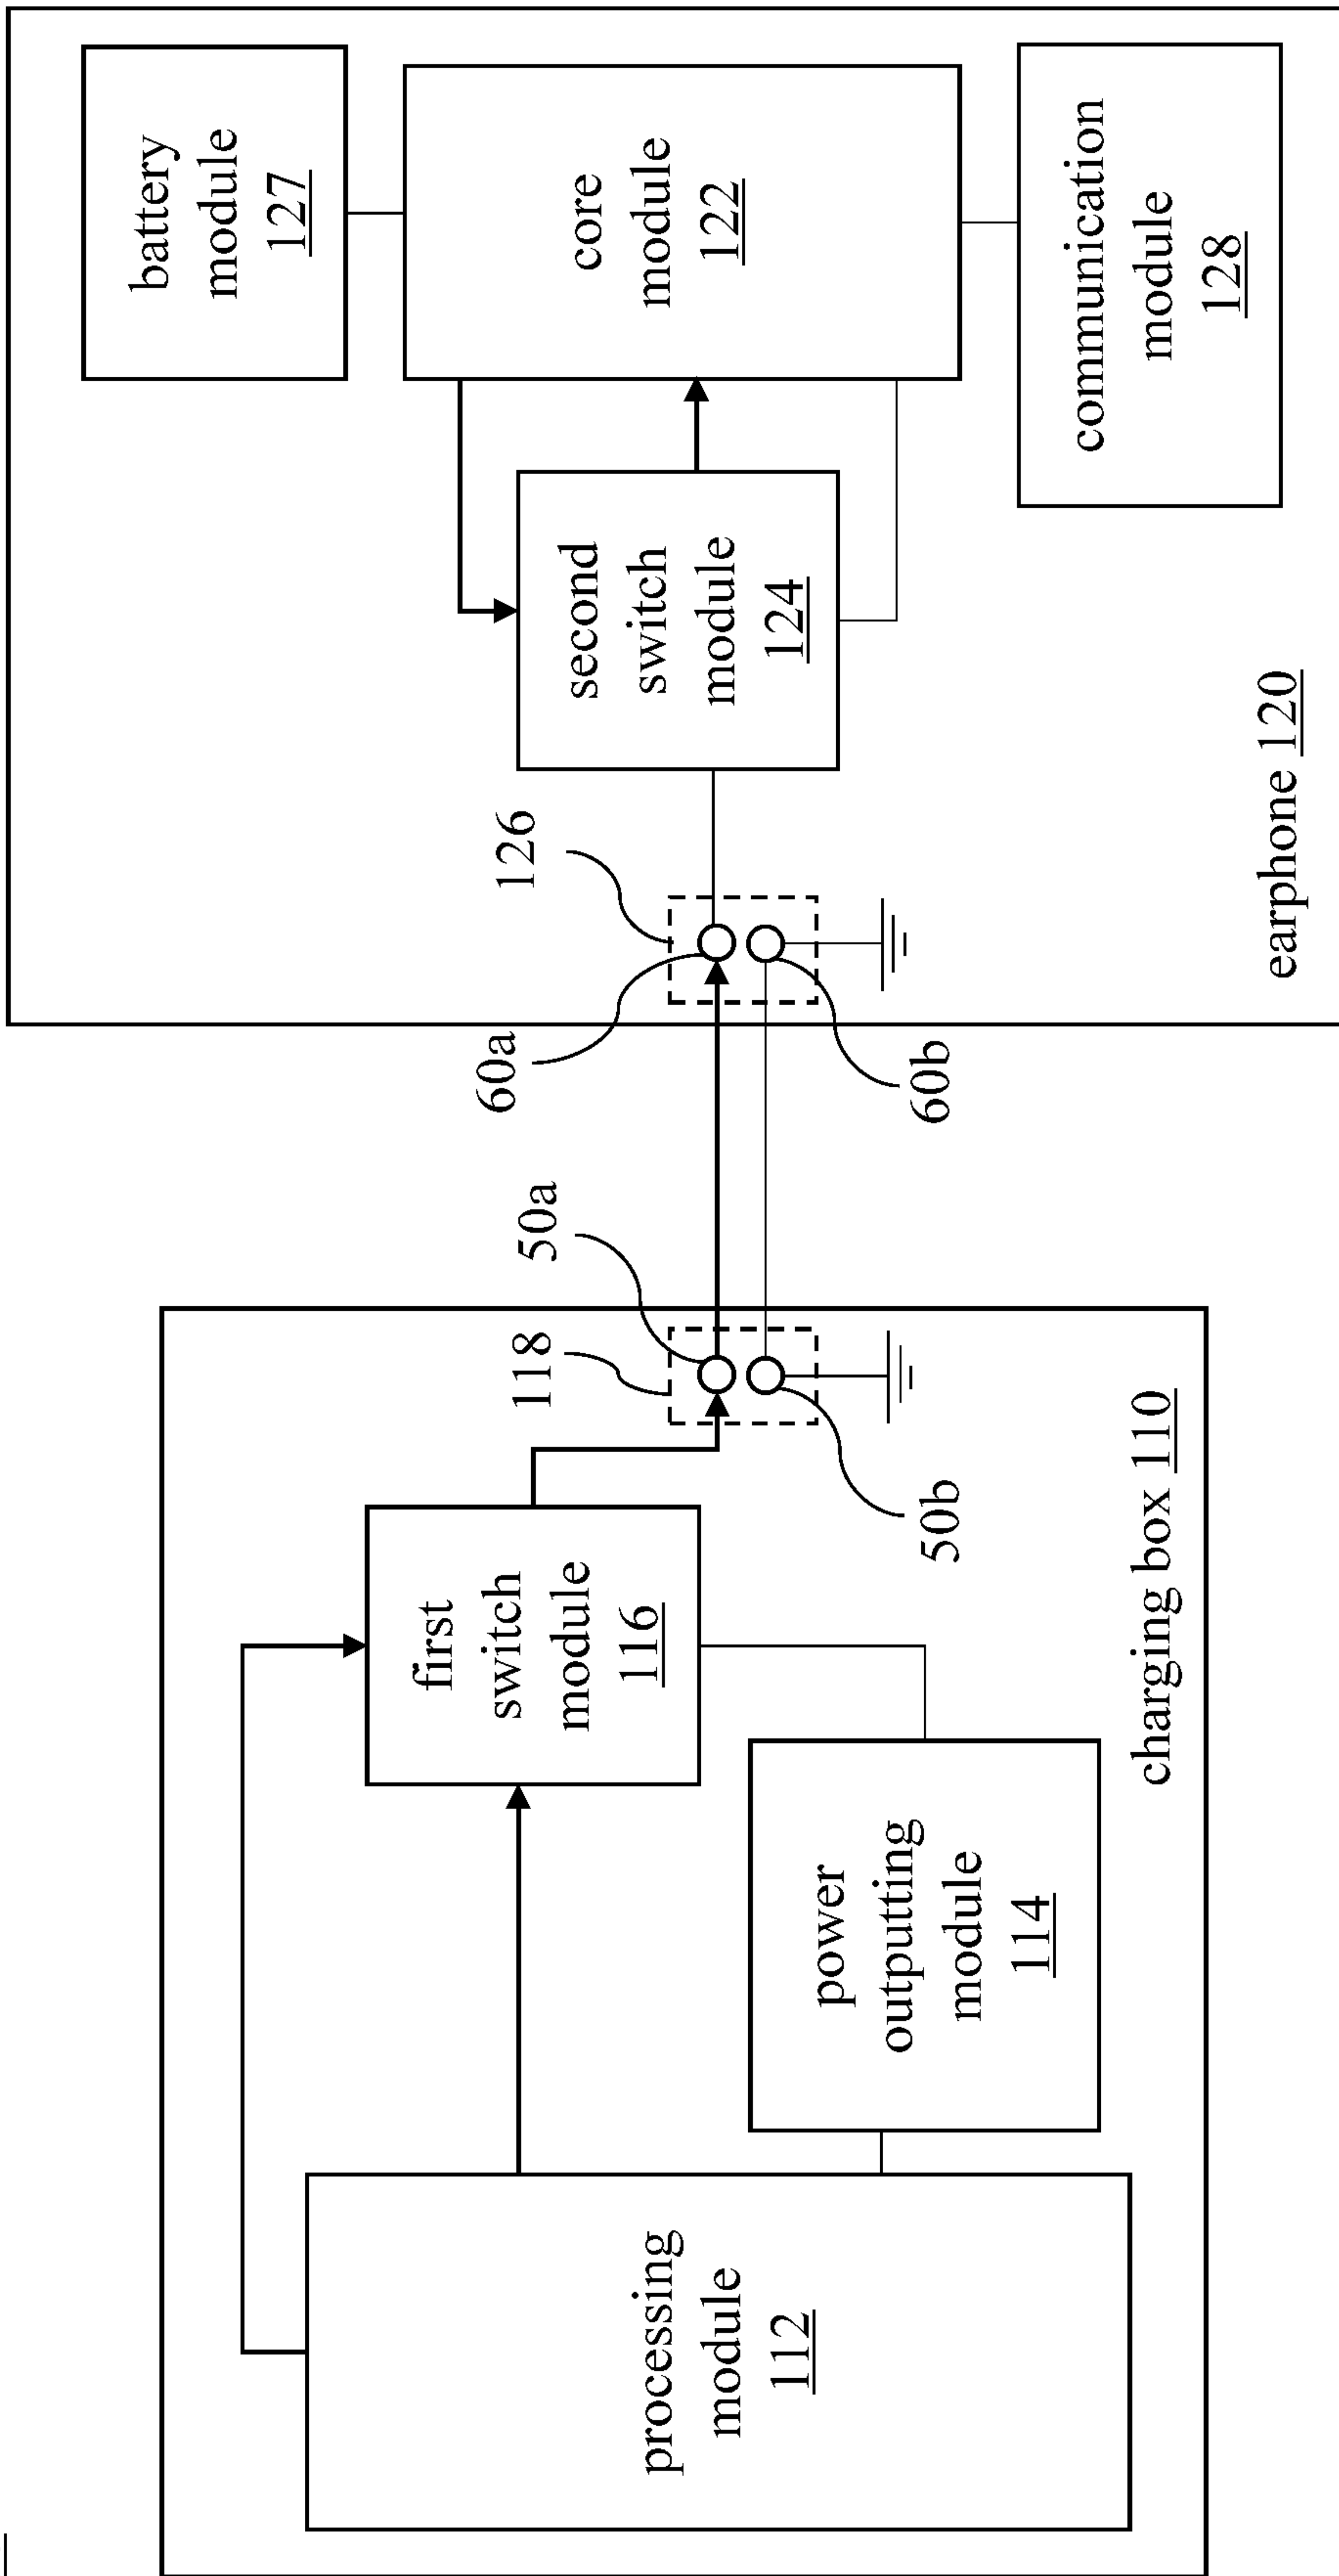 processing
module
112
first
switch
module
116
power
outputting
module
114
118
50a
50b
charging box 110
60a
60b
126
second
switch
module
124
battery
module
127
core
module
122
communication
module
128
earphone 120